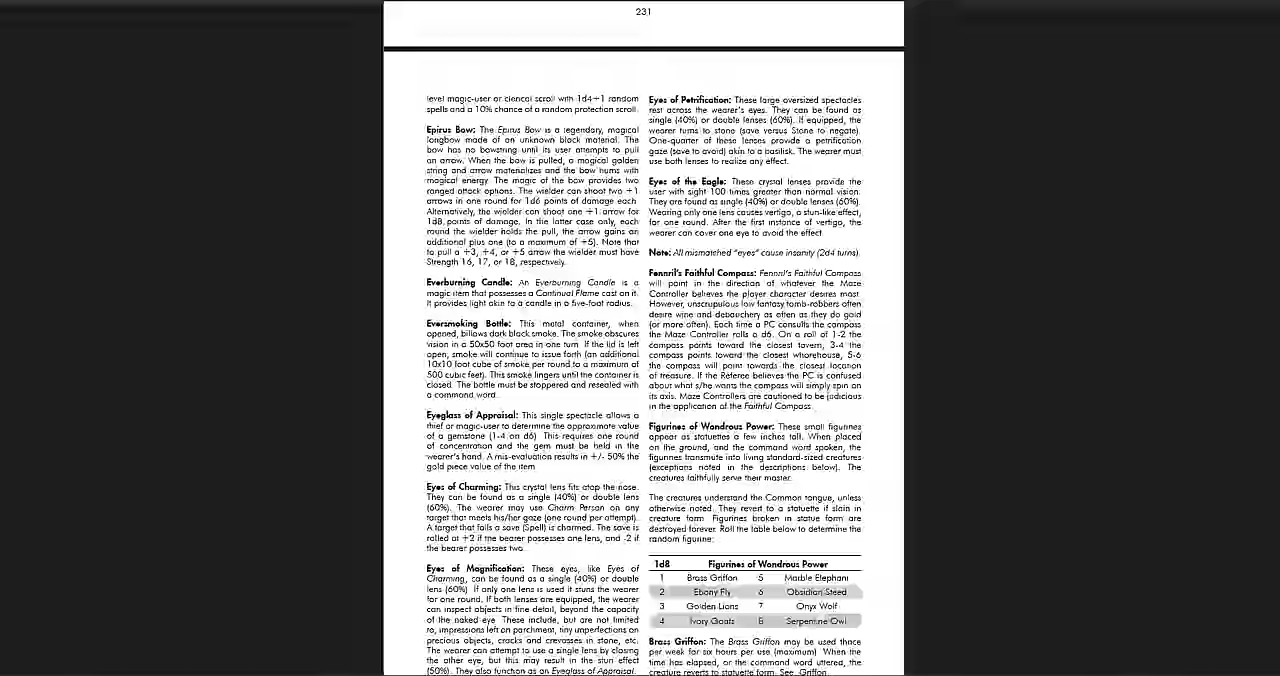 231
level magic-user or clerical scroll with 1d4+1 random
spells and a 10% chance of a random protection scroll.
Epirus Bow: The Epirus Bow is a legendary, magical
longbow made of an unknown black material. The
bow has no bowstring until its user attempts to pull
an arrow. When the bow is pulled, a magical golden
string and arrow materializes and the bow hums with
magical energy. The magic of the bow provides two
ranged attack options. The wielder can shoot two +1
arrows in one round for 1d6 points of damage each.
Alternatively, the wielder can shoot one +1 arrow for
1d8 points of damage. In the latter case only, each
round the wielder holds the pull, the arrow gains an
additional plus one (to a maximum of +5). Note that
to pull a +3, +4, or +5 arrow the wielder must have
Strength 16, 17, or 18, respectively.
Everburning Candle: An Everburning Candle is a
magic item that possesses a Continual Flame cast on it.
It provides light akin to a candle in a five-foot radius.
Eversmoking Bottle: This metal container, when
opened, billows dark black smoke. The smoke obscures
vision in a 50x50 foot area in one turn. If the lid is left
open, smoke will continue to issue forth (an additional
10x10 foot cube of smoke per round to a maximum of
500 cubic feet). This smoke lingers until the container is
closed. The bottle must be stoppered and resealed with
a command word.
Eyeglass of Appraisal: This single spectacle allows a
thief or magic-user to determine the approximate value
of a gemstone (1-4 on d6). This requires one round
of concentration and the gem must be held in the
wearer's hand. A mis-evaluation results in +/- 50% the
gold piece value of the item.
Eyes of Charming: This crystal lens fits atop the nose.
They can be found as a single (40%) or double lens
(60%). The wearer may use Charm Person on any
target that meets his/her gaze (one round per attempt).
A target that fails a save (Spell) is charmed. The save is
rolled at +2 if the bearer possesses one lens, and -2 if
the bearer possesses two.
Eyes of Magnification: These eyes, like Eyes of
Charming, can be found as a single (40%) or double
lens (60%). If only one lens is used it stuns the wearer
for one round. If both lenses are equipped, the wearer
can inspect objects in fine detail, beyond the capacity
of the naked eye. These include, but are not limited
to, impressions left on parchment, tiny imperfections on
precious objects, cracks and crevasses in stone, etc.
The wearer can attempt to use a single lens by closing
the other eye, but this may result in the stun effect
(50%). They also function as an Eyeglass of Appraisal.
Eyes of Petrification: These large oversized spectacles
rest across the wearer's eyes. They can be found as
single (40%) or double lenses (60%). If equipped, the
wearer turns to stone (save versus Stone to negate).
One-quarter of these lenses provide a petrification
gaze (save to avoid) akin to a basilisk. The wearer must
use both lenses to realize any effect.
Eyes of the Eagle: These crystal lenses provide the
user with sight 100 times greater than normal vision.
They are found as single (40%) or double lenses (60%).
Wearing only one lens causes vertigo, a stun-like effect,
for one round. After the first instance of vertigo, the
wearer can cover one eye to avoid the effect.
Note: All mismatched "eyes" cause insanity (2d4 turns).
Fennril's Faithful Compass: Fennril's Faithful Compass
will point in the direction of whatever the Maze
Controller believes the player character desires most.
However, unscrupulous low fantasy tomb-robbers often
desire wine and debauchery as often as they do gold
(or more often). Each time a PC consults the compass
the Maze Controller rolls a d6. On a roll of 1-2 the
compass points toward the closest tavern, 3-4 the
compass points toward the closest whorehouse, 5-6
the compass will point towards the closest location
of treasure. If the Referee believes the PC is confused
about what s/he wants the compass will simply spin on
its axis. Maze Controllers are cautioned to be judicious
in the application of the Faithful Compass.
Figurines of Wondrous Power: These small figurines
appear as statuettes a few inches tall. When placed
on the ground, and the command word spoken, the
figurines transmute into living standard-sized creatures
(exceptions noted in the descriptions below). The
creatures faithfully serve their master.
The creatures understand the Common tongue, unless
otherwise noted. They revert to a statuette if slain in
creature form. Figurines broken in statue form are
destroyed forever. Roll the table below to determine the
random figurine:
1d8 Figurines of Wondrous Power
1 Brass Griffon 5 Marble Elephant
2 Ebony Fly 6 Obsidian Steed
3 Golden Lions 7 Onyx Wolf
4 Ivory Goats 8 Serpentine Owl
Brass Griffon: The Brass Griffon may be used thrice
per week for six hours per use (maximum). When the
time has elapsed, or the command word uttered, the
creature reverts to statuette form. See, Griffon.